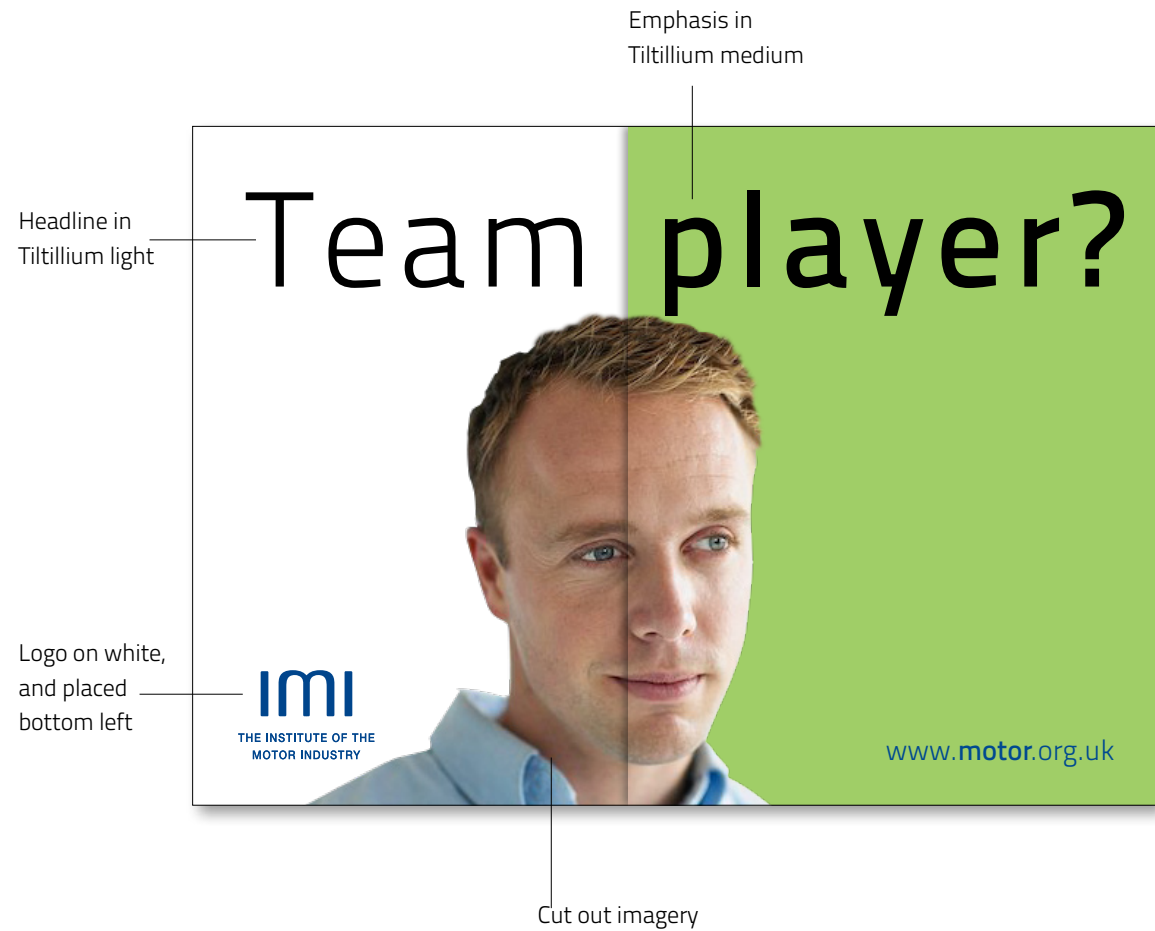 Emphasis in
Tiltillium medium
Headline in
Tiltillium light
Team player?
Logo on white,
and placed
bottom left
IMI
THE INSTITUTE OF THE
MOTOR INDUSTRY
www.motor.org.uk
Cut out imagery